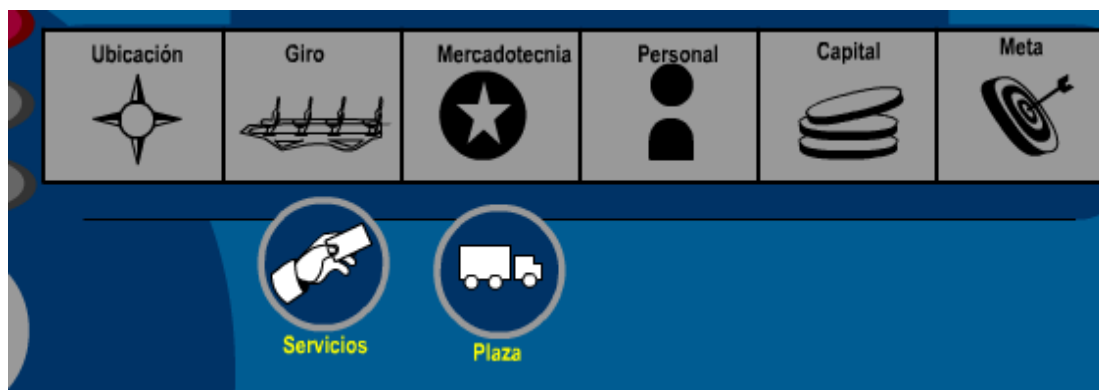 Ubicación
Giro
Mercadotecnia
Personal
Capital
Meta
Servicios
Plaza